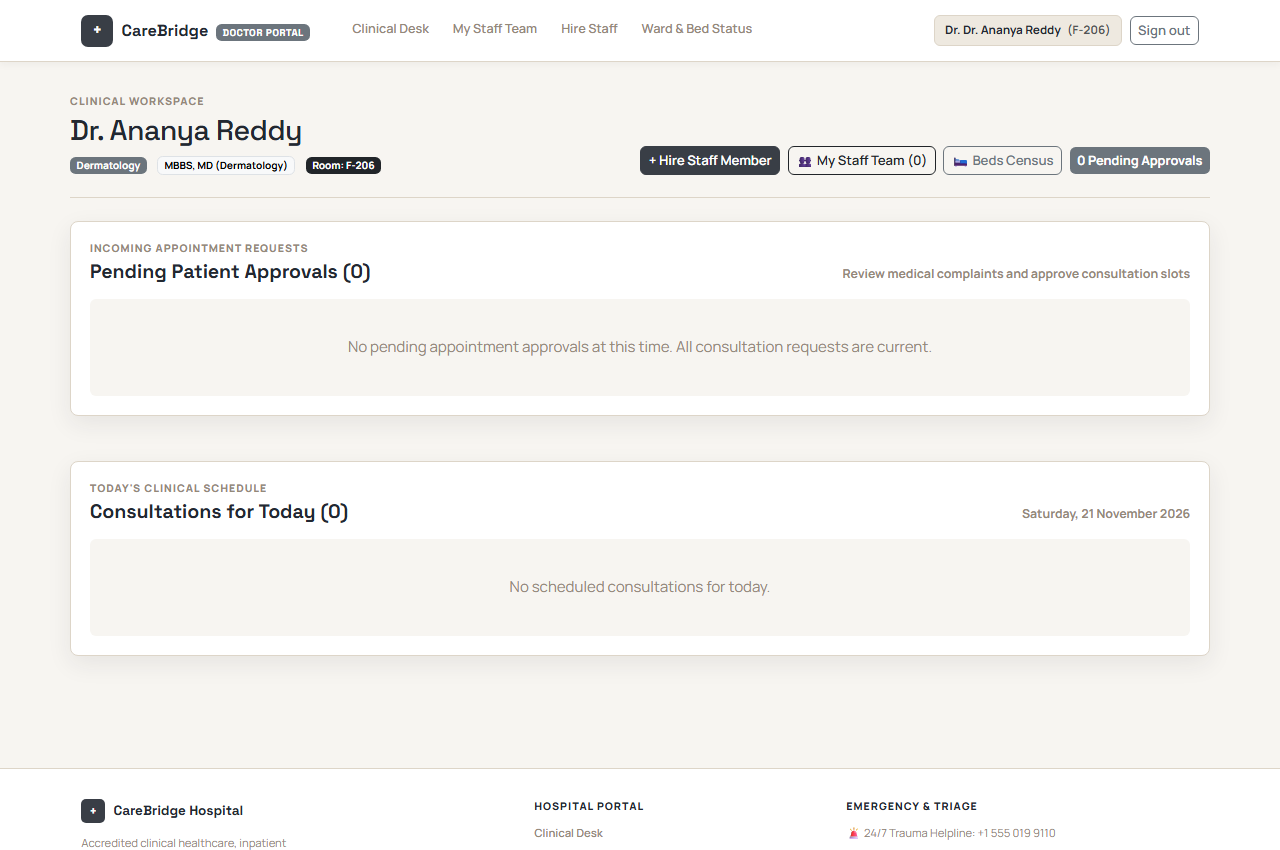 + CareBridge DOCTOR PORTAL Clinical Desk My Staff Team Hire Staff Ward & Bed Status Dr. Dr. Ananya Reddy (F-206) Sign out
CLINICAL WORKSPACE
Dr. Ananya Reddy
Dermatology MBBS, MD (Dermatology) Room: F-206
+ Hire Staff Member My Staff Team (0) Beds Census 0 Pending Approvals
INCOMING APPOINTMENT REQUESTS
Pending Patient Approvals (0)
Review medical complaints and approve consultation slots
No pending appointment approvals at this time. All consultation requests are current.
TODAY'S CLINICAL SCHEDULE
Consultations for Today (0)
Saturday, 21 November 2026
No scheduled consultations for today.
+ CareBridge Hospital
Accredited clinical healthcare, inpatient
HOSPITAL PORTAL
Clinical Desk
EMERGENCY & TRIAGE
24/7 Trauma Helpline: +1 555 019 9110